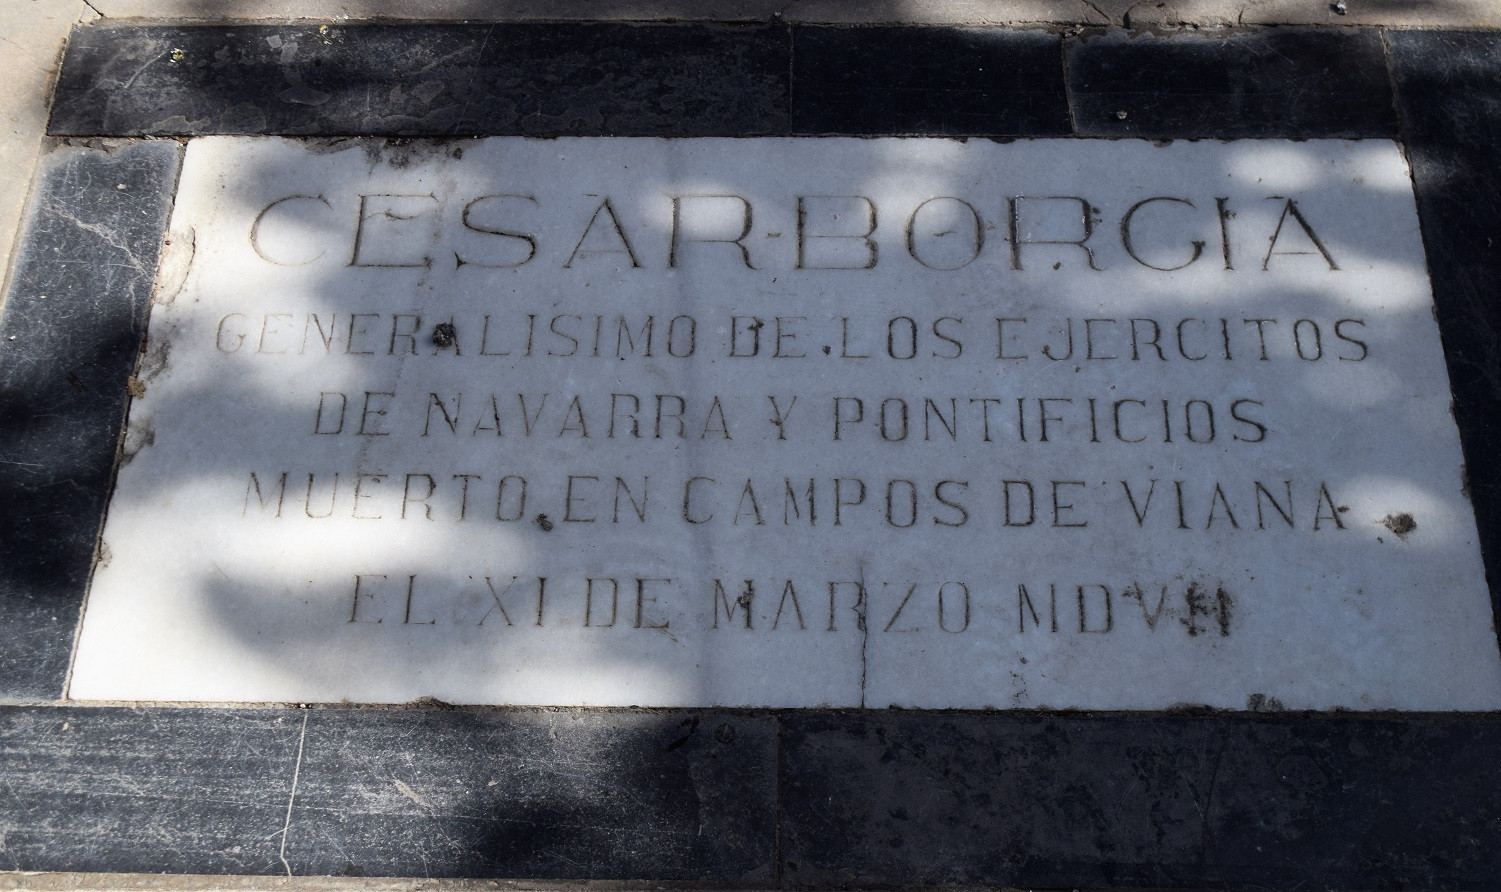 CESAR-BORGIA
GENERALISIMO DE LOS EJERCITOS
DE NAVARRA Y PONTIFICIOS
MUERTO EN CAMPOS DE VIANA
EL XI DE MARZO MDVII